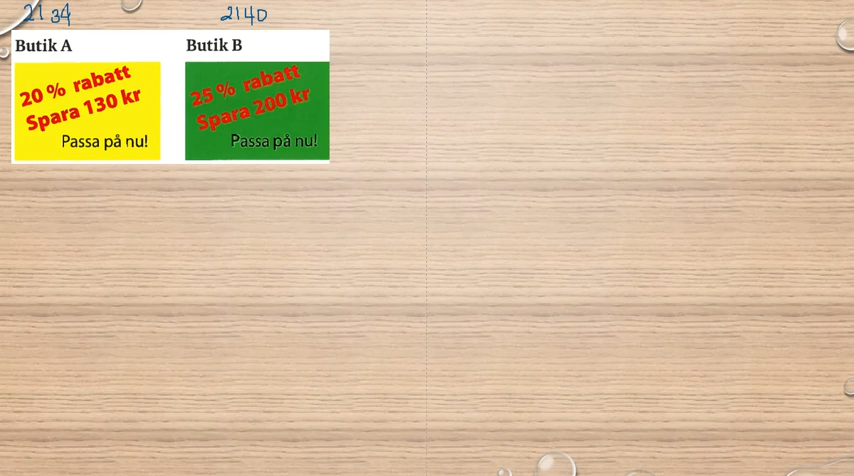 2134
2140
Butik A
Butik B
20 % rabatt
Spara 130 kr
Passa på nu!
25 % rabatt
Spara 200 kr
Passa på nu!